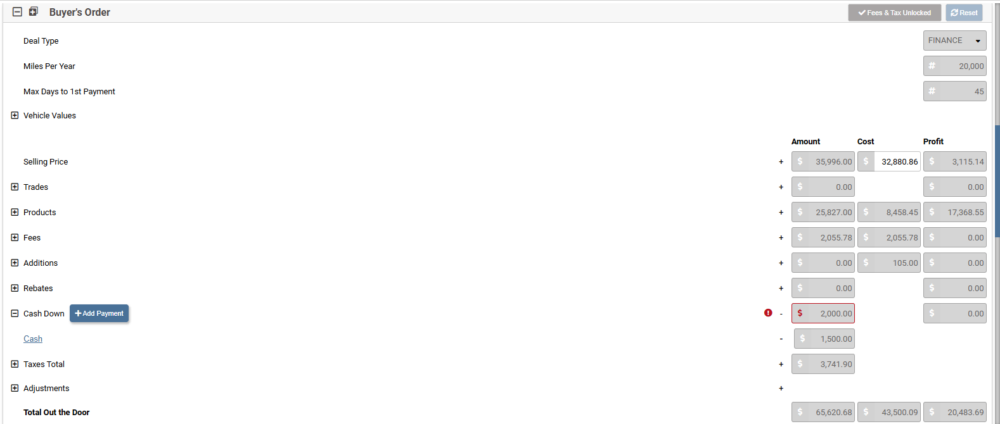 Buyer's Order Fees & Tax Unlocked Reset
Deal Type FINANCE
Miles Per Year # 20,000
Max Days to 1st Payment # 45
Vehicle Values
Amount Cost Profit
Selling Price + $ 35,996.00 $ 32,880.86 $ 3,115.14
Trades + $ 0.00 $ 0.00
Products + $ 25,827.00 $ 8,458.45 $ 17,368.55
Fees + $ 2,055.78 $ 2,055.78 $ 0.00
Additions + $ 0.00 $ 105.00 $ 0.00
Rebates + $ 0.00 $ 0.00
Cash Down + Add Payment ! - $ 2,000.00 $ 0.00
Cash - $ 1,500.00
Taxes Total + $ 3,741.90
Adjustments +
Total Out the Door $ 65,620.68 $ 43,500.09 $ 20,483.69